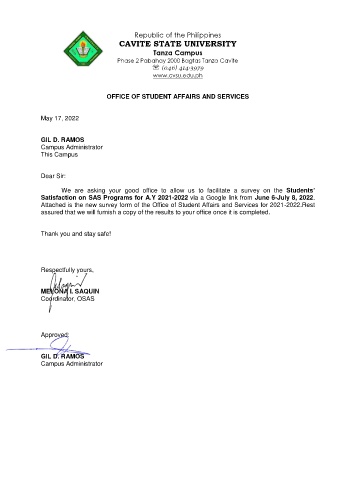 Republic of the Philippines
CAVITE STATE UNIVERSITY
Tanza Campus
Phase 2 Pabahay 2000 Bagtas Tanza Cavite
☏ (046) 414-3979
www.cvsu.edu.ph
OFFICE OF STUDENT AFFAIRS AND SERVICES
May 17, 2022
GIL D. RAMOS
Campus Administrator
This Campus
Dear Sir:
We are asking your good office to allow us to facilitate a survey on the Students'
Satisfaction on SAS Programs for A.Y 2021-2022 via a Google link from June 6-July 8, 2022.
Attached is the new survey form of the Office of Student Affairs and Services for 2021-2022.Rest
assured that we will furnish a copy of the results to your office once it is completed.
Thank you and stay safe!
Respectfully yours,
I. SAQUIN
Coordinator, OSAS
Approved:
GIL D. RAMOS
Campus Administrator